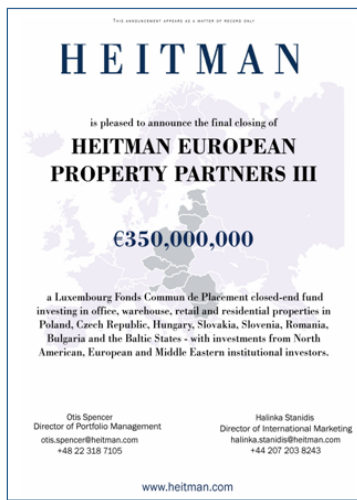 THIS ANNOUNCEMENT APPEARS AS A MATTER OF RECORD ONLY
HEITMAN
is pleased to announce the final closing of
HEITMAN EUROPEAN
PROPERTY PARTNERS III
€350,000,000
a Luxembourg Fonds Commun de Placement closed-end fund
investing in office, warehouse, retail and residential properties in
Poland, Czech Republic, Hungary, Slovakia, Slovenia, Romania,
Bulgaria and the Baltic States - with investments from North
American, European and Middle Eastern institutional investors.
Otis Spencer
Director of Portfolio Management
otis.spencer@heitman.com
+48 22 318 7105
Halinka Stanidis
Director of International Marketing
halinka.stanidis@heitman.com
+44 207 203 8243
www.heitman.com